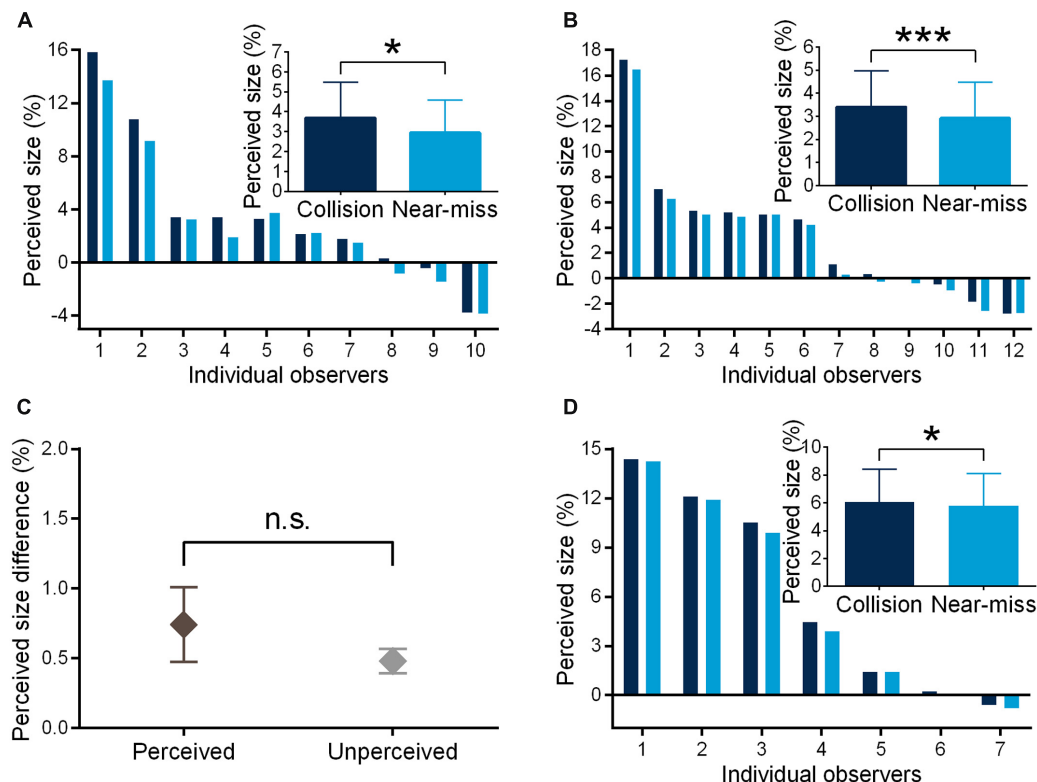 A
Perceived size (%)
16
12
8
4
0
-4
1 2 3 4 5 6 7 8 9 10
Individual observers
Perceived size (%)
7
6
5
4
3
2
1
0
*
Collision Near-miss
B
Perceived size (%)
18
16
14
12
10
8
6
4
2
0
-2
-4
1 2 3 4 5 6 7 8 9 10 11 12
Individual observers
Perceived size (%)
6
5
4
3
2
1
0
***
Collision Near-miss
C
Perceived size difference (%)
2.0
1.5
1.0
0.5
0.0
n.s.
Perceived Unperceived
D
Perceived size (%)
15
12
9
6
3
0
1 2 3 4 5 6 7
Individual observers
Perceived size (%)
10
8
6
4
2
0
*
Collision Near-miss